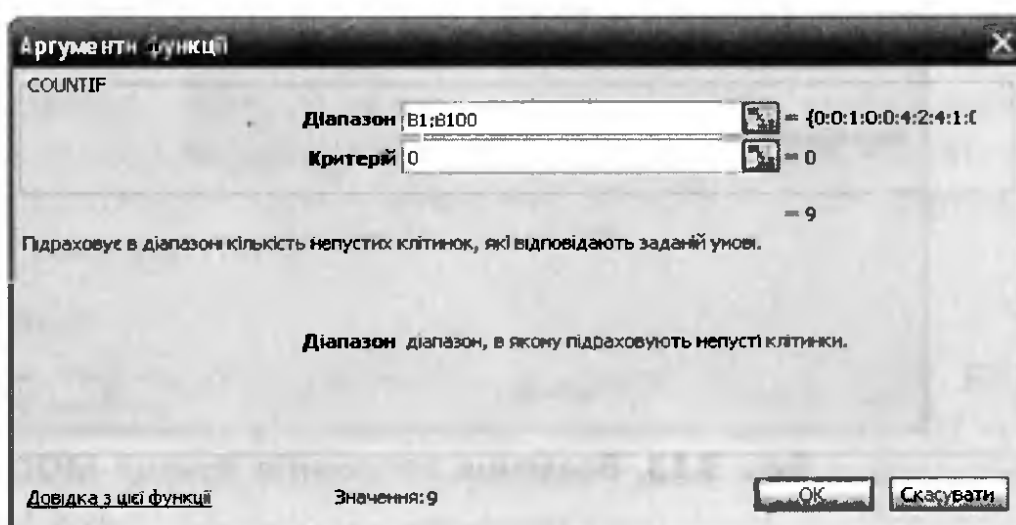 Аргументи функції
COUNTIF
Діапазон B1:B100 = {0:0:1:0:0:4:2:4:1:0
Критерій 0 = 0
= 9
Підраховує в діапазоні кількість непустих клітинок, які відповідають заданій умові.
Діапазон діапазон, в якому підраховують непусті клітинки.
Довідка з цієї функції Значення: 9 OK Скасувати